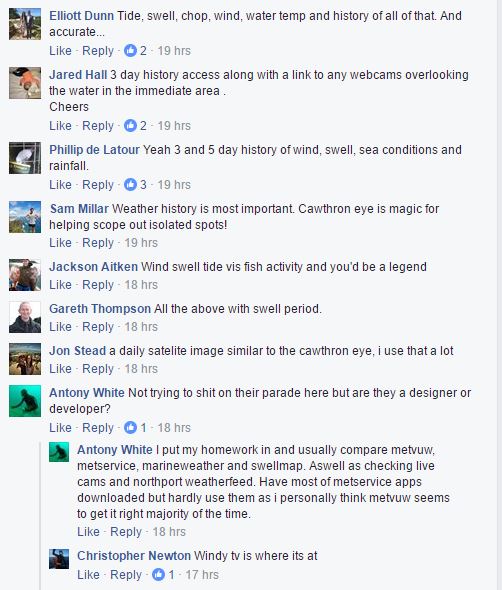 Elliott Dunn Tide, swell, chop, wind, water temp and history of all of that. And
accurate...
Like · Reply · 2 · 19 hrs
Jared Hall 3 day history access along with a link to any webcams overlooking
the water in the immediate area .
Cheers
Like · Reply · 2 · 19 hrs
Phillip de Latour Yeah 3 and 5 day history of wind, swell, sea conditions and
rainfall.
Like · Reply · 3 · 19 hrs
Sam Millar Weather history is most important. Cawthron eye is magic for
helping scope out isolated spots!
Like · Reply · 19 hrs
Jackson Aitken Wind swell tide vis fish activity and you'd be a legend
Like · Reply · 18 hrs
Gareth Thompson All the above with swell period.
Like · Reply · 18 hrs
Jon Stead a daily satelite image similar to the cawthron eye, i use that a lot
Like · Reply · 18 hrs
Antony White Not trying to shit on their parade here but are they a designer or
developer?
Like · Reply · 1 · 18 hrs
Antony White I put my homework in and usually compare metvuw,
metservice, marineweather and swellmap. Aswell as checking live
cams and northport weatherfeed. Have most of metservice apps
downloaded but hardly use them as i personally think metvuw seems
to get it right majority of the time.
Like · Reply · 18 hrs
Christopher Newton Windy tv is where its at
Like · Reply · 1 · 17 hrs